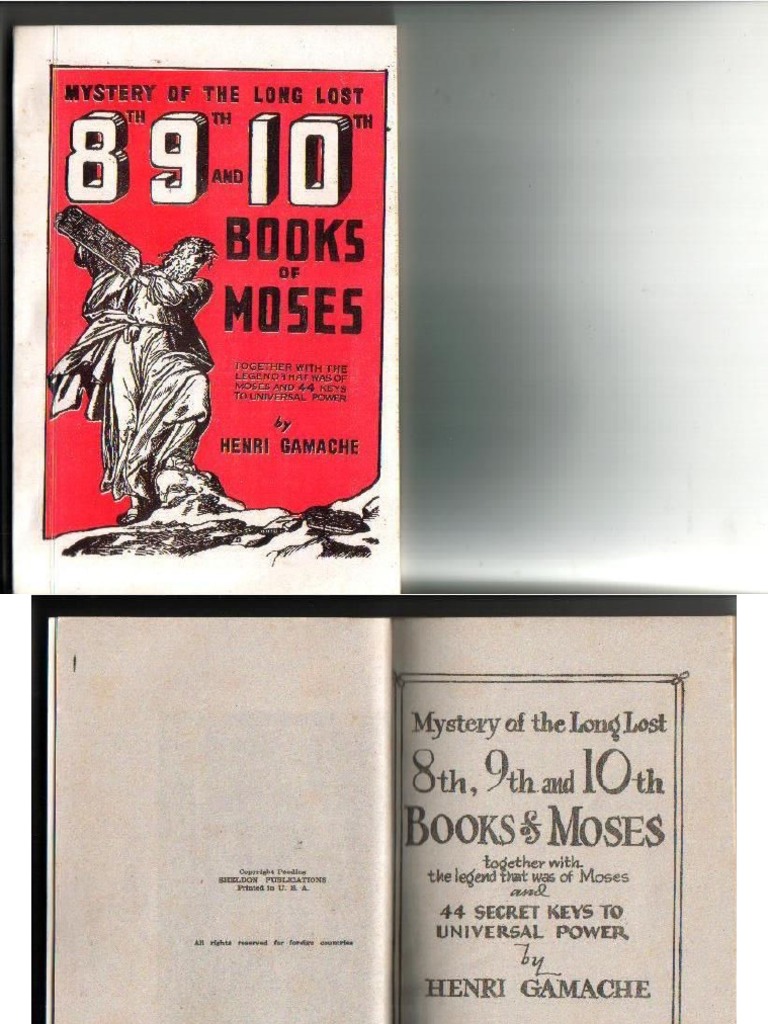 MYSTERY OF THE LONG LOST
8TH 9TH AND 10TH
BOOKS
OF
MOSES
TOGETHER WITH THE
LEGEND THAT WAS OF
MOSES AND 44 KEYS
TO UNIVERSAL POWER
by
HENRI GAMACHE
Copyright Pending
SHELDON PUBLICATIONS
Printed in U. S. A.
All rights reserved for foreign countries
Mystery of the Long Lost
8th, 9th and 10th
BOOKS of MOSES
together with
the legend that was of Moses
and
44 SECRET KEYS TO
UNIVERSAL POWER
by
HENRI GAMACHE